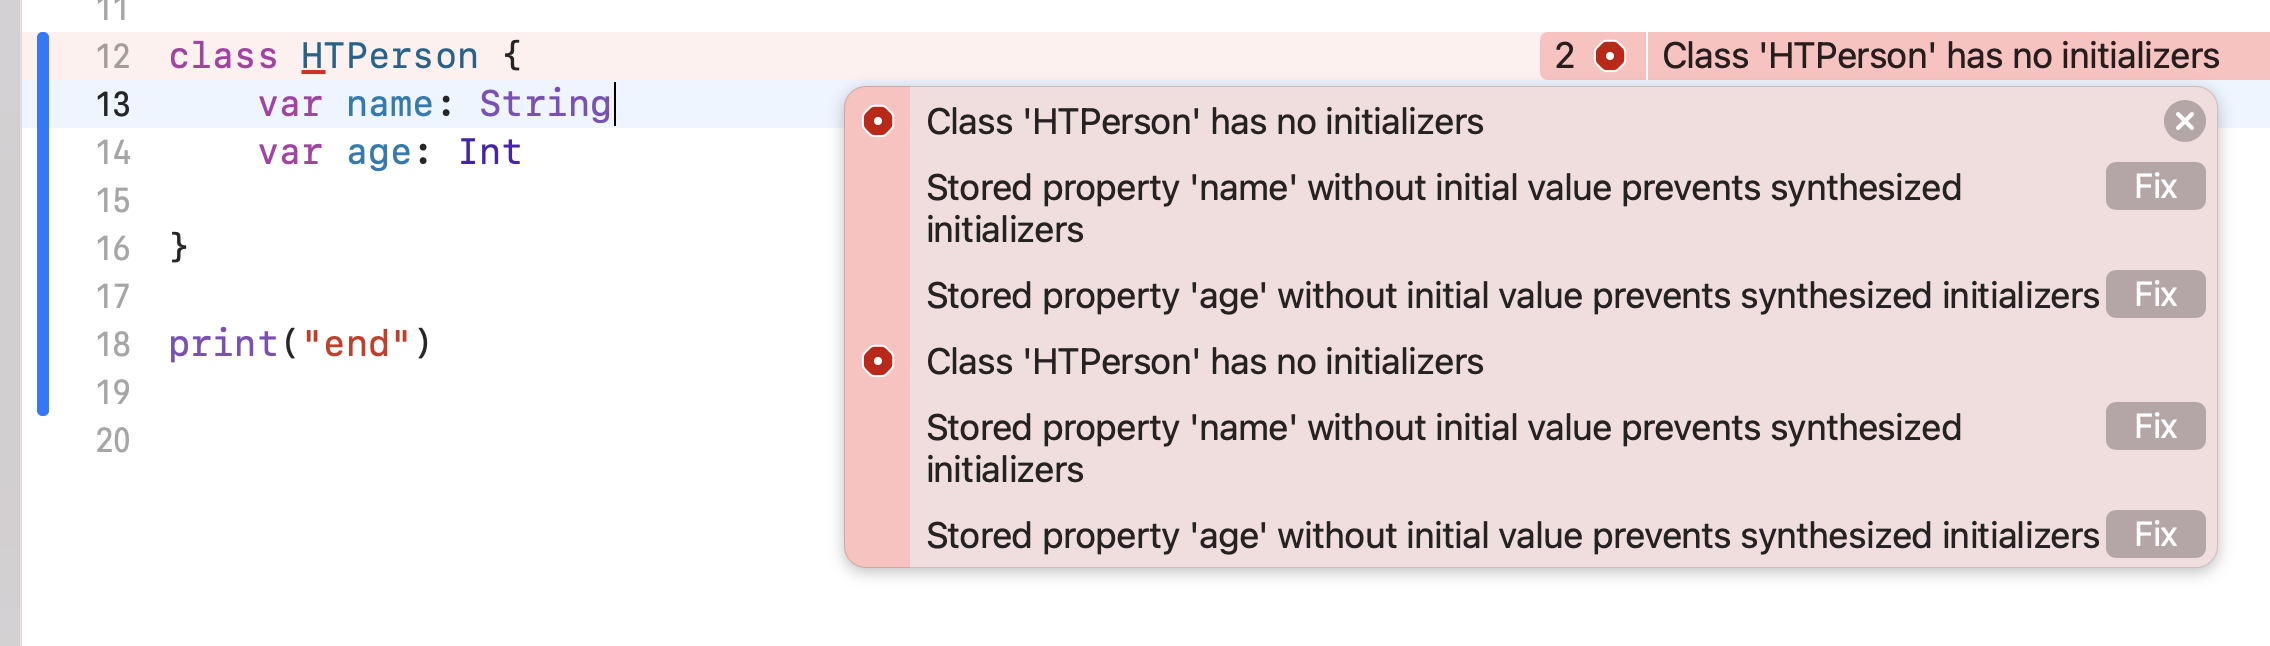 11
12 class HTPerson { 2 Class 'HTPerson' has no initializers
13 var name: String
Class 'HTPerson' has no initializers
14 var age: Int
Stored property 'name' without initial value prevents synthesized Fix
15
initializers
16 }
17
Stored property 'age' without initial value prevents synthesized initializers Fix
18 print("end")
Class 'HTPerson' has no initializers
19
20
Stored property 'name' without initial value prevents synthesized Fix
initializers
Stored property 'age' without initial value prevents synthesized initializers Fix